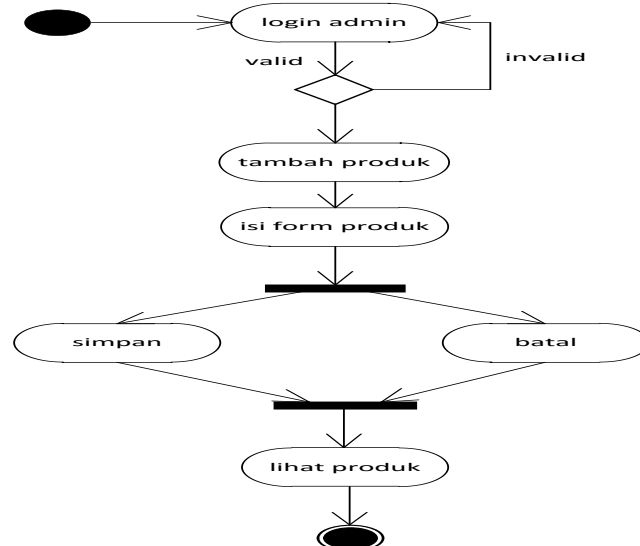 login admin
valid
invalid
tambah produk
isi form produk
simpan
batal
lihat produk